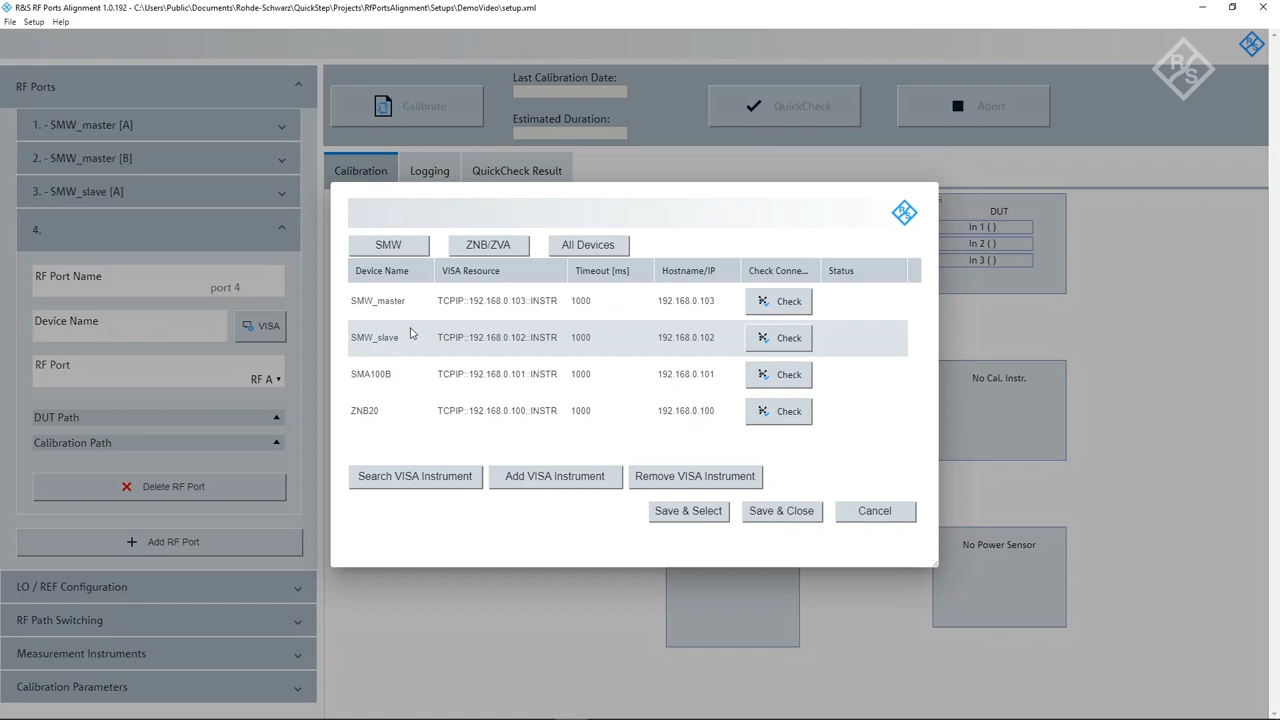 R&S RF Ports Alignment 1.0.192 - C:\Users\Public\Documents\Rohde-Schwarz\QuickStep\Projects\RfPortsAlignment\Setups\DemoVideo\setup.xml
File Setup Help
RF Ports
1. - SMW_master [A]
2. - SMW_master [B]
3. - SMW_slave [A]
4.
RF Port Name
port 4
Device Name
VISA
RF Port
RF A
DUT Path
Calibration Path
Delete RF Port
Add RF Port
LO / REF Configuration
RF Path Switching
Measurement Instruments
Calibration Parameters
Calibrate
Last Calibration Date:
Estimated Duration:
QuickCheck
Abort
R&S
Calibration Logging QuickCheck Result
SMW ZNB/ZVA All Devices
Device Name VISA Resource Timeout [ms] Hostname/IP Check Conne... Status
SMW_master TCPIP::192.168.0.103::INSTR 1000 192.168.0.103 Check
SMW_slave TCPIP::192.168.0.102::INSTR 1000 192.168.0.102 Check
SMA100B TCPIP::192.168.0.101::INSTR 1000 192.168.0.101 Check
ZNB20 TCPIP::192.168.0.100::INSTR 1000 192.168.0.100 Check
Search VISA Instrument Add VISA Instrument Remove VISA Instrument
Save & Select Save & Close Cancel
DUT
In 1 ( )
In 2 ( )
In 3 ( )
No Cal. Instr.
No Power Sensor